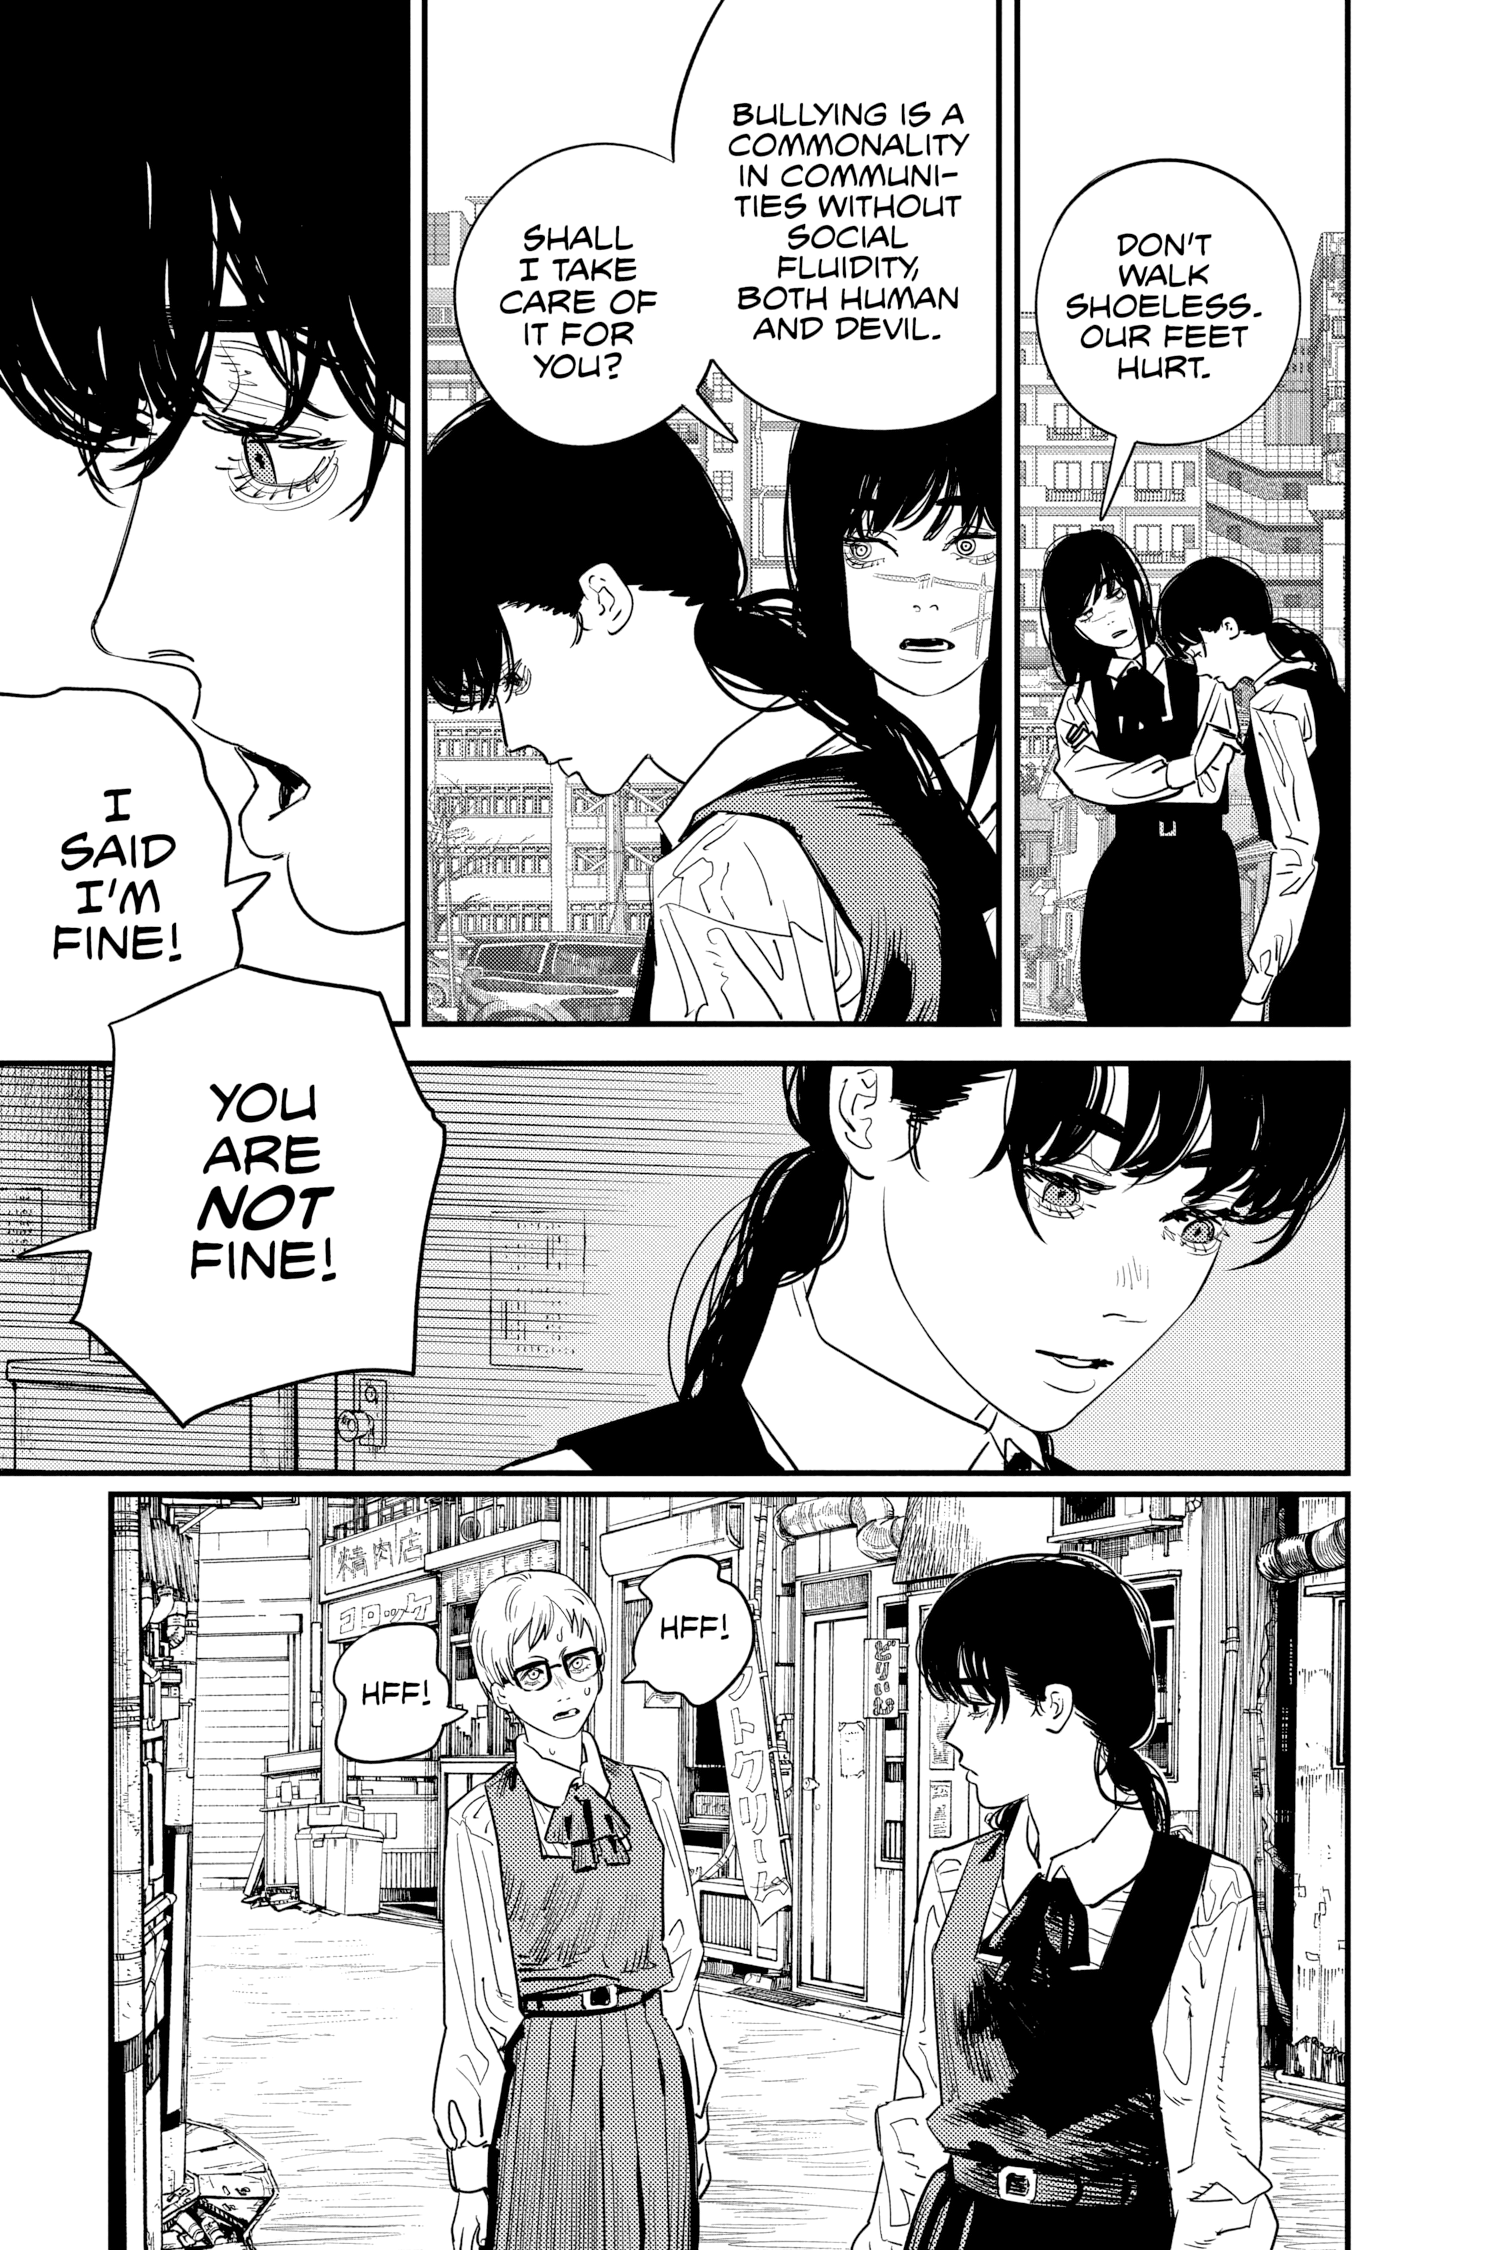 DON'T
WALK
SHOELESS.
OUR FEET
HURT.
BULLYING IS A
COMMONALITY
IN COMMUNI-
TIES WITHOUT
SOCIAL
FLUIDITY,
BOTH HUMAN
AND DEVIL.
SHALL
I TAKE
CARE OF
IT FOR
YOU?
I
SAID
I'M
FINE!
YOU
ARE
NOT
FINE!
HFF!
HFF!
精肉店
コロッケ